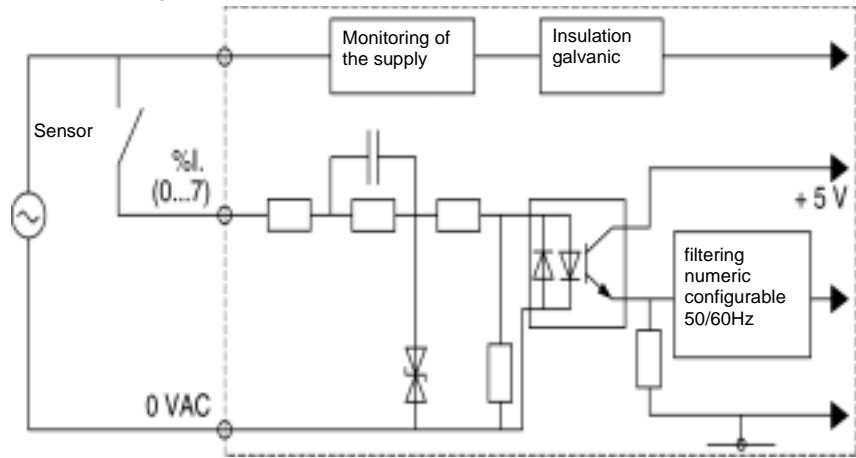 Monitoring of
the supply
Insulation
galvanic
Sensor
%I.
(0...7)
+ 5 V
filtering
numeric
configurable
50/60Hz
0 VAC